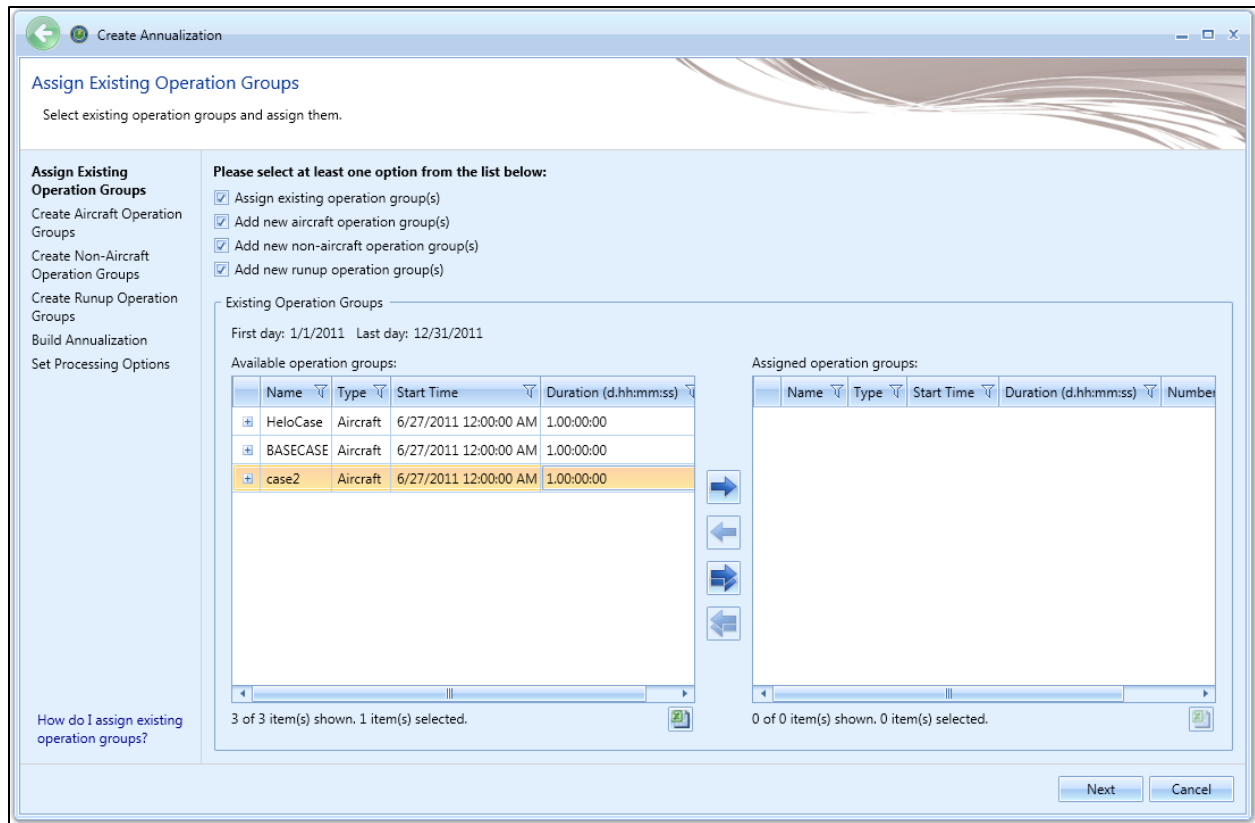 Create Annualization
Assign Existing Operation Groups
Select existing operation groups and assign them.
Assign Existing
Operation Groups
Create Aircraft Operation
Groups
Create Non-Aircraft
Operation Groups
Create Runup Operation
Groups
Build Annualization
Set Processing Options
How do I assign existing
operation groups?
Please select at least one option from the list below:
Assign existing operation group(s)
Add new aircraft operation group(s)
Add new non-aircraft operation group(s)
Add new runup operation group(s)
Existing Operation Groups
First day: 1/1/2011 Last day: 12/31/2011
Available operation groups:
Name Type Start Time Duration (d.hh:mm:ss)
HeloCase Aircraft 6/27/2011 12:00:00 AM 1.00:00:00
BASECASE Aircraft 6/27/2011 12:00:00 AM 1.00:00:00
case2 Aircraft 6/27/2011 12:00:00 AM 1.00:00:00
3 of 3 item(s) shown. 1 item(s) selected.
Assigned operation groups:
Name Type Start Time Duration (d.hh:mm:ss) Number
0 of 0 item(s) shown. 0 item(s) selected.
Next Cancel